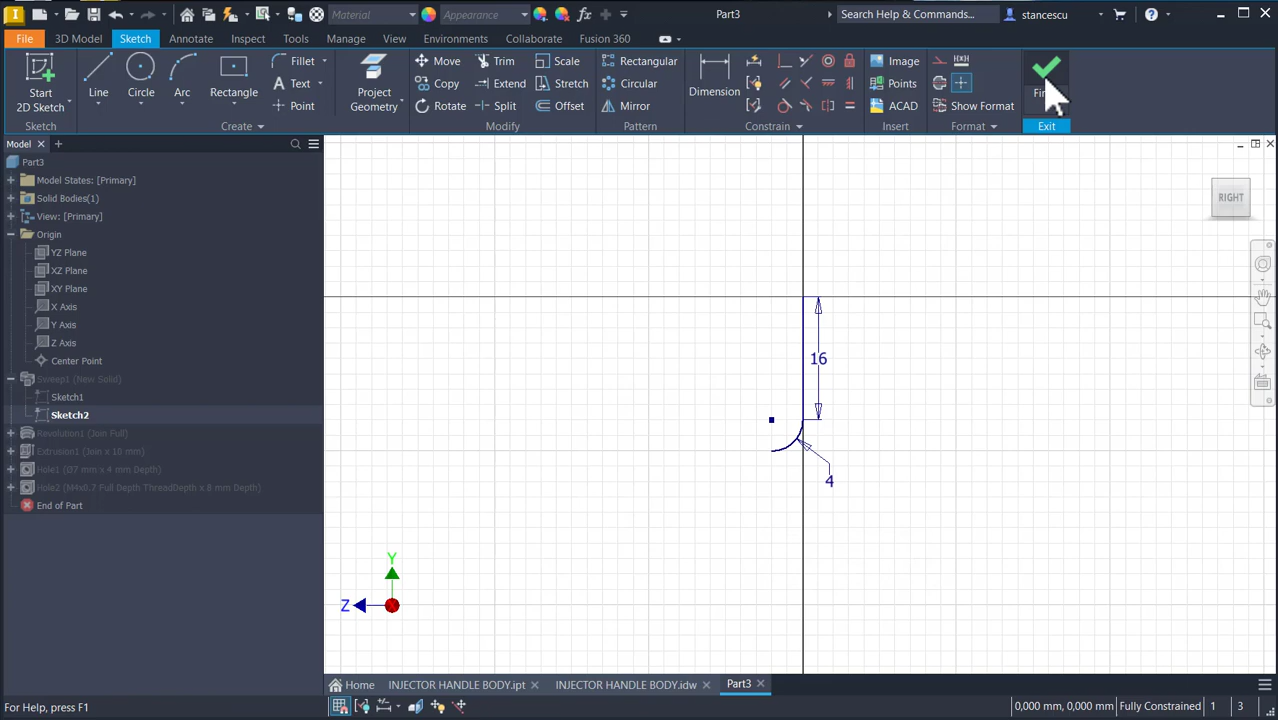 Material
Appearance
Part3
Search Help & Commands...
stancescu
File
3D Model
Sketch
Annotate
Inspect
Tools
Manage
View
Environments
Collaborate
Fusion 360
Start
2D Sketch
Line
Circle
Arc
Rectangle
Fillet
Text
Point
Project
Geometry
Move
Copy
Rotate
Trim
Extend
Split
Scale
Stretch
Offset
Rectangular
Circular
Mirror
Dimension
Image
Points
ACAD
Show Format
Sketch
Create
Modify
Pattern
Constrain
Insert
Format
Exit
Model
Part3
Model States: [Primary]
Solid Bodies(1)
View: [Primary]
Origin
YZ Plane
XZ Plane
XY Plane
X Axis
Y Axis
Z Axis
Center Point
Sweep1 (New Solid)
Sketch1
Sketch2
Revolution1 (Join Full)
Extrusion1 (Join x 10 mm)
Hole1 (Ø7 mm x 4 mm Depth)
Hole2 (M4x0.7 Full Depth ThreadDepth x 8 mm Depth)
End of Part
RIGHT
16
4
Y
Z
Home
INJECTOR HANDLE BODY.ipt
INJECTOR HANDLE BODY.idw
Part3
For Help, press F1
0,000 mm, 0,000 mm
Fully Constrained
1
3